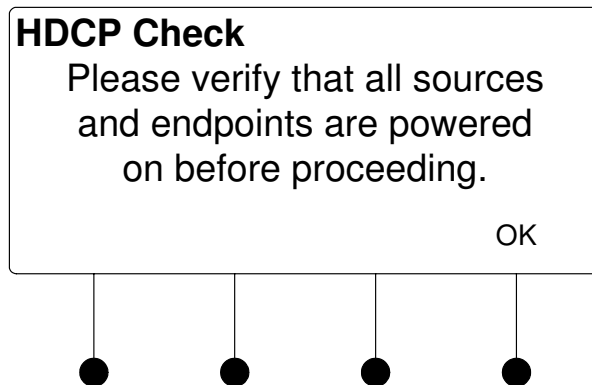 HDCP Check
Please verify that all sources
and endpoints are powered
on before proceeding.
OK